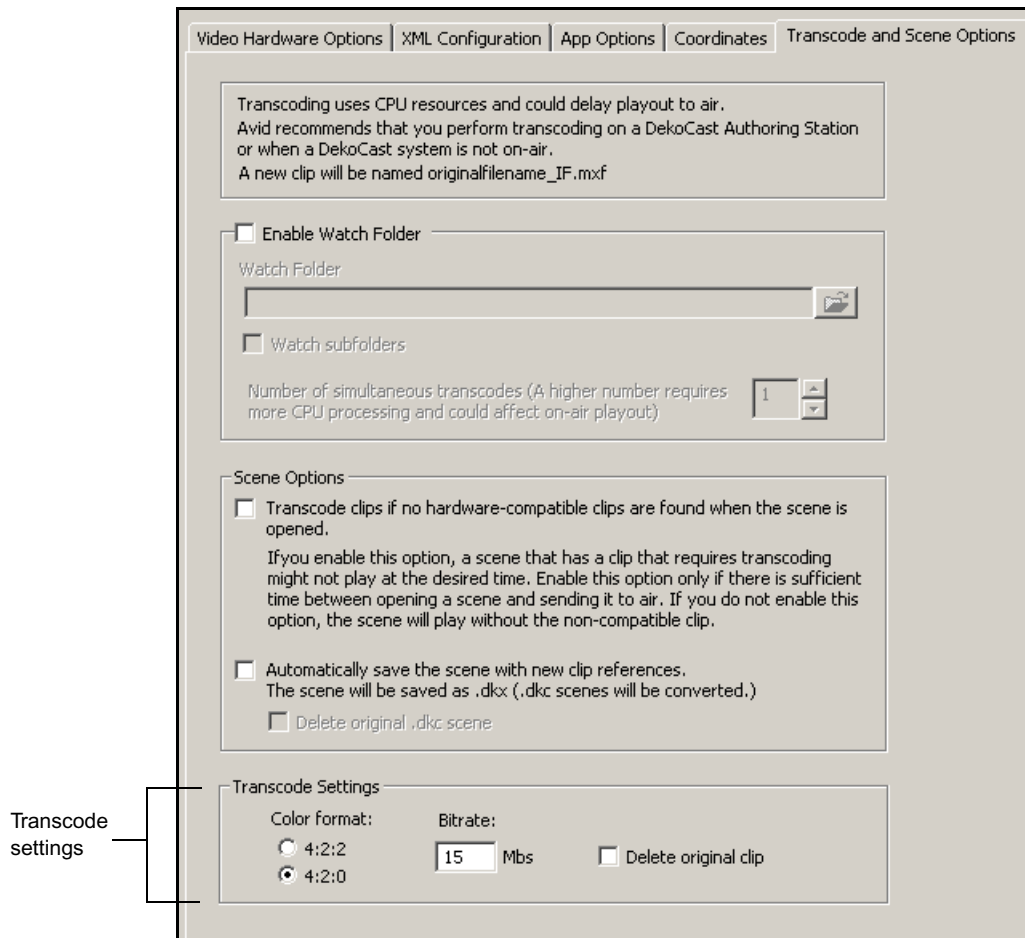 Video Hardware Options
XML Configuration
App Options
Coordinates
Transcode and Scene Options
Transcoding uses CPU resources and could delay playout to air.
Avid recommends that you perform transcoding on a DekoCast Authoring Station
or when a DekoCast system is not on-air.
A new clip will be named originalfilename_IF.mxf
Enable Watch Folder
Watch Folder
Watch subfolders
Number of simultaneous transcodes (A higher number requires
more CPU processing and could affect on-air playout)
1
Scene Options
Transcode clips if no hardware-compatible clips are found when the scene is
opened.
Ifyou enable this option, a scene that has a clip that requires transcoding
might not play at the desired time. Enable this option only if there is sufficient
time between opening a scene and sending it to air. If you do not enable this
option, the scene will play without the non-compatible clip.
Automatically save the scene with new clip references.
The scene will be saved as .dkx (.dkc scenes will be converted.)
Delete original .dkc scene
Transcode Settings
Color format:
Bitrate:
4:2:2
4:2:0
15
Mbs
Delete original clip
Transcode
settings